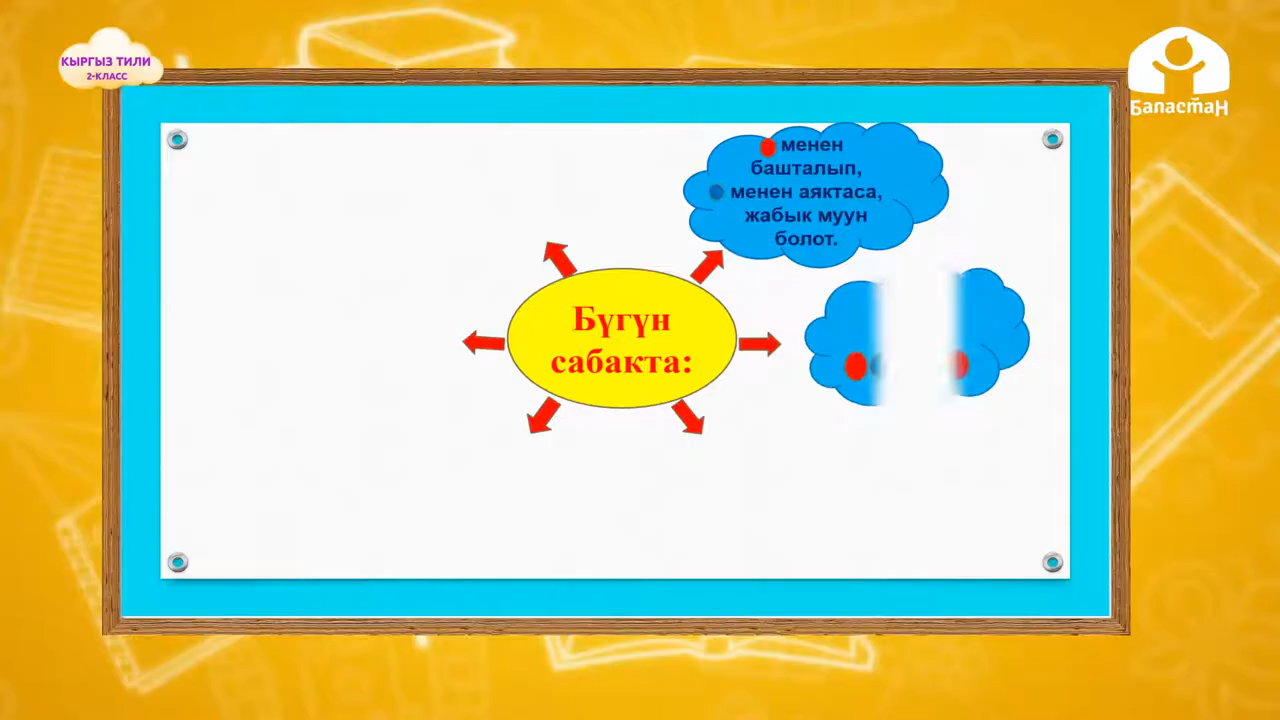 КЫРГЫЗ ТИЛИ
2-КЛАСС
Баластан
менен
башталып,
менен аяктаса,
жабык муун
болот.
Бүгүн
сабакта: